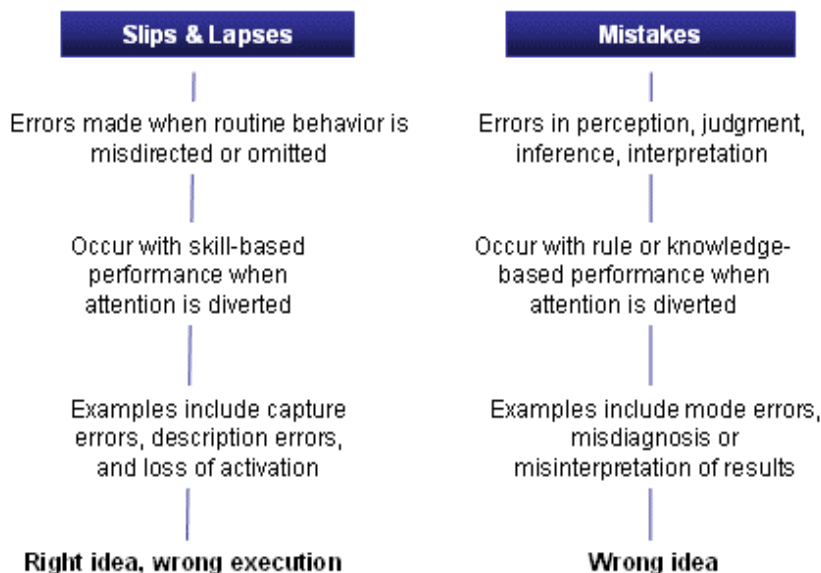 Slips & Lapses
Errors made when routine behavior is
misdirected or omitted
Occur with skill-based
performance when
attention is diverted
Examples include capture
errors, description errors,
and loss of activation
Right idea, wrong execution
Mistakes
Errors in perception, judgment,
inference, interpretation
Occur with rule or knowledge-
based performance when
attention is diverted
Examples include mode errors,
misdiagnosis or
misinterpretation of results
Wrong idea